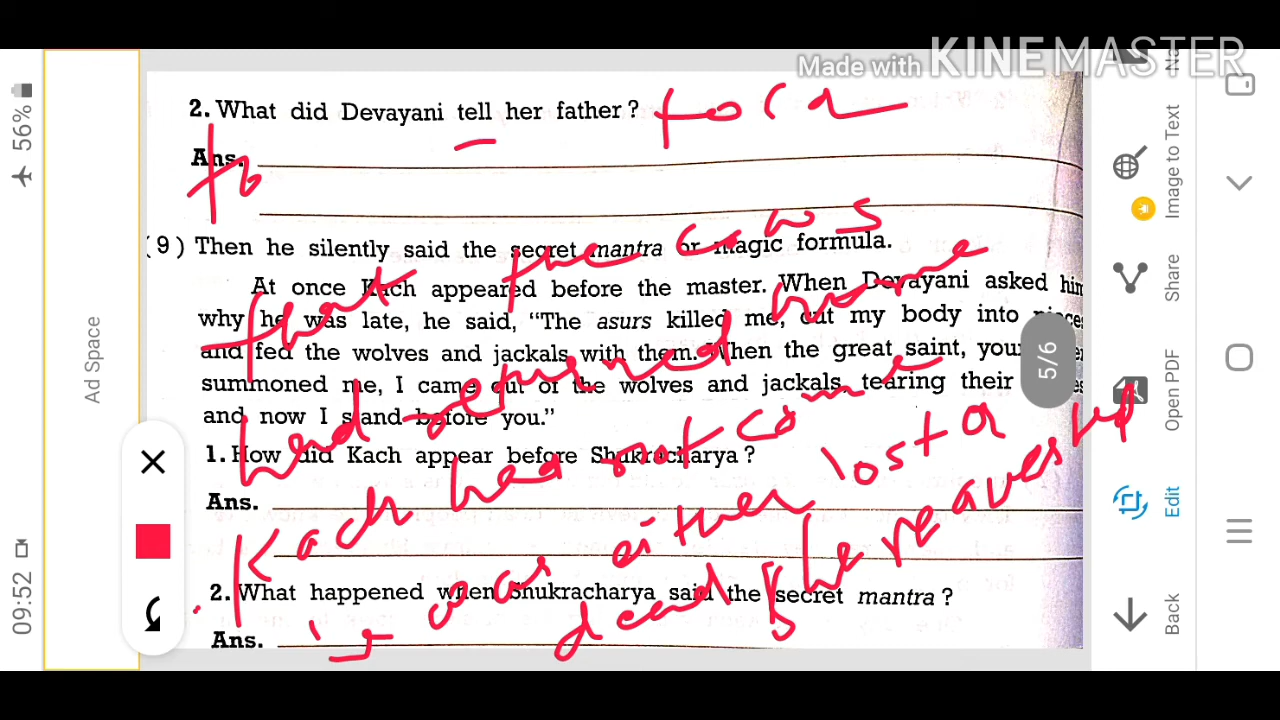 Made with KINEMASTER
2. What did Devayani tell her father ? told
Ans.
(9) Then he silently said the secret mantra or magic formula.
that the cows
At once Kach appeared before the master. When Devayani asked him
why he was late, he said, "The asurs killed me, cut my body into pieces
had returned home
and fed the wolves and jackals with them. When the great saint, your
summoned me, I came out of the wolves and jackals, tearing their
and now I stand before you."
Kach has not come
1. How did Kach appear before Shukracharya ?
Ans.
was either lost or
dead
2. What happened when Shukracharya said the secret mantra ?
Ans.
56%
09:52
Ad Space
5/6
Image to Text
Share
Open PDF
Edit
Back